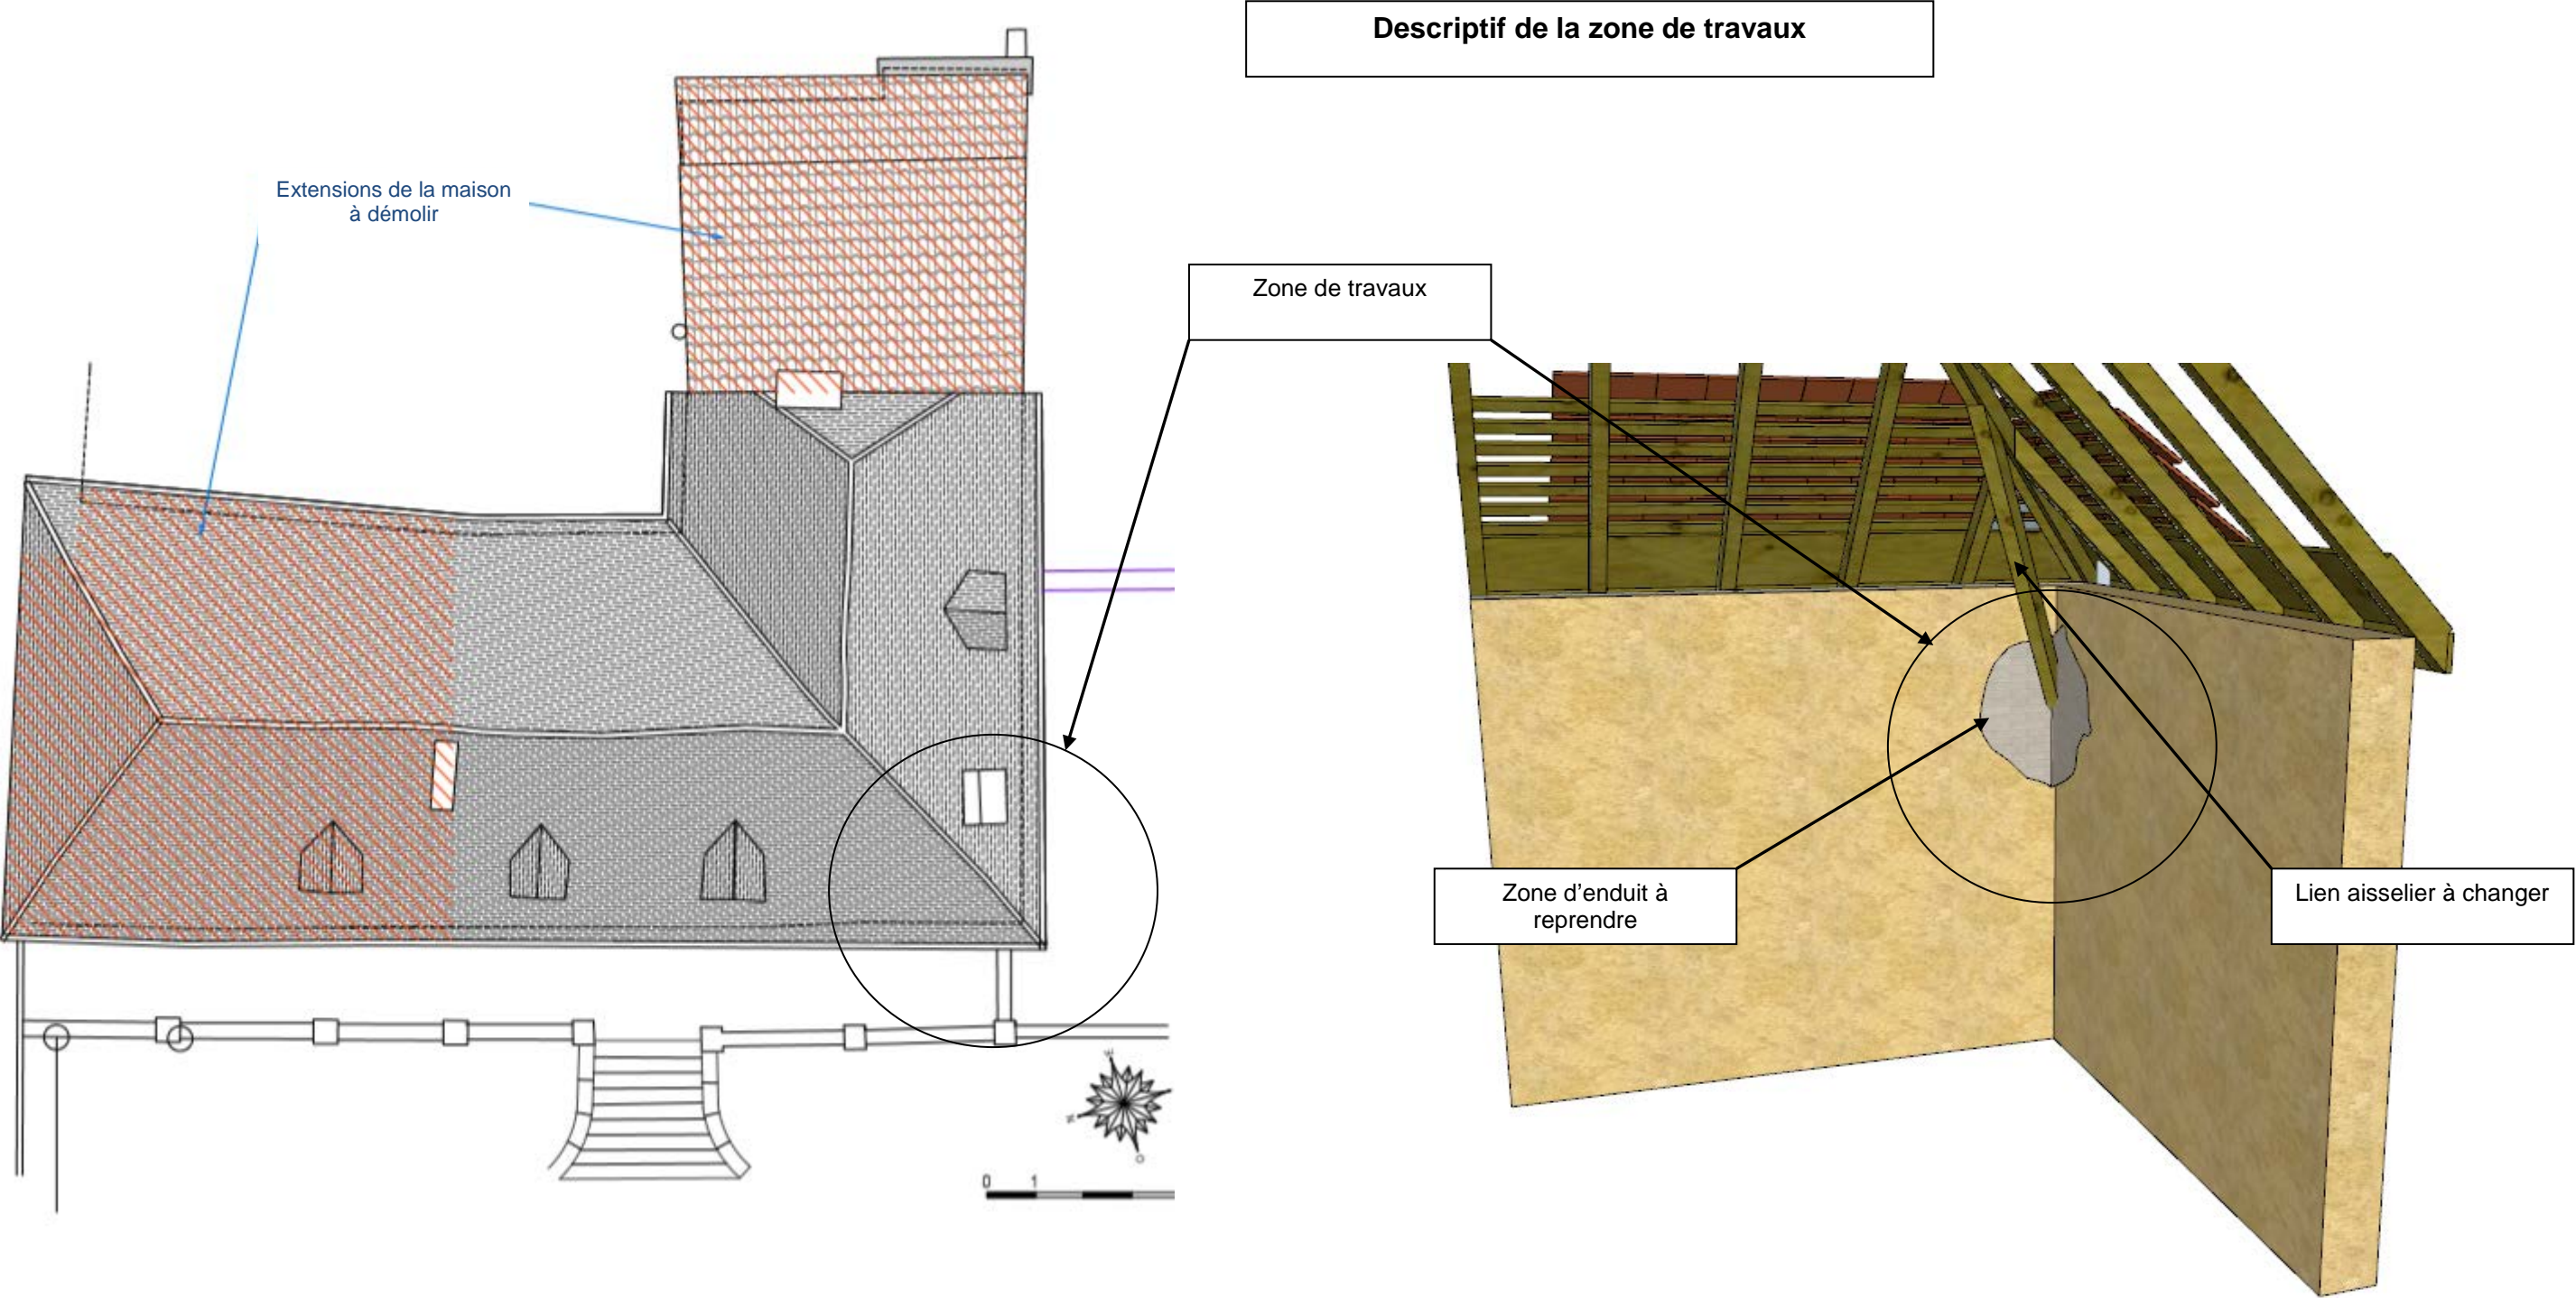 Descriptif de la zone de travaux
Extensions de la maison
à démolir
Zone de travaux
Zone d'enduit à
reprendre
Lien aisselier à changer
E
N
O
0 1